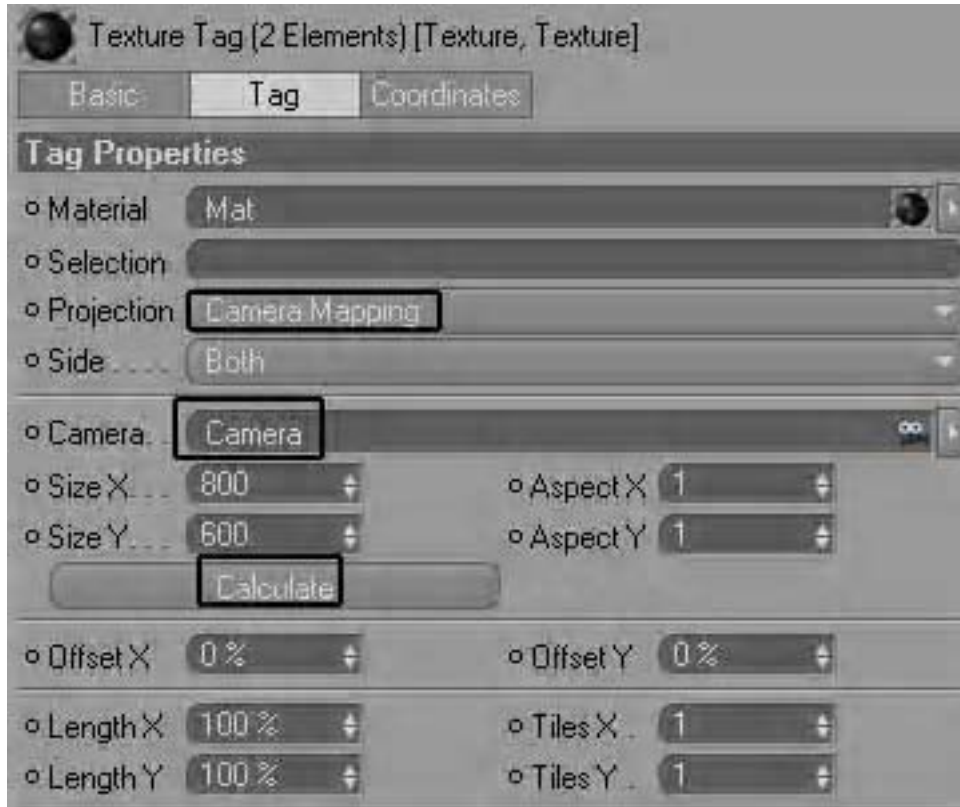 Texture Tag (2 Elements) [Texture, Texture]
Basic Tag Coordinates
Tag Properties
Material Mat
Selection
Projection Camera Mapping
Side . . . . Both
Camera. . Camera
Size X. . . 800 Aspect X 1
Size Y. . . 600 Aspect Y 1
Calculate
Offset X 0 % Offset Y 0 %
Length X 100 % Tiles X . 1
Length Y 100 % Tiles Y . 1